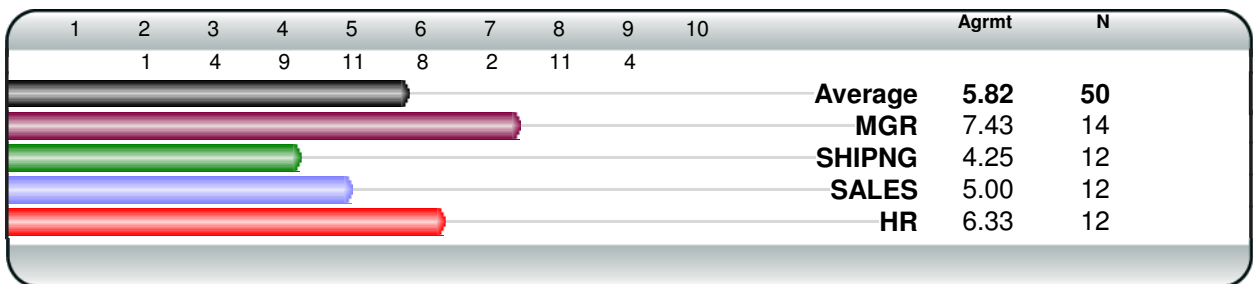 1 2 3 4 5 6 7 8 9 10 Agrmt N
1 4 9 11 8 2 11 4
Average 5.82 50
MGR 7.43 14
SHIPNG 4.25 12
SALES 5.00 12
HR 6.33 12